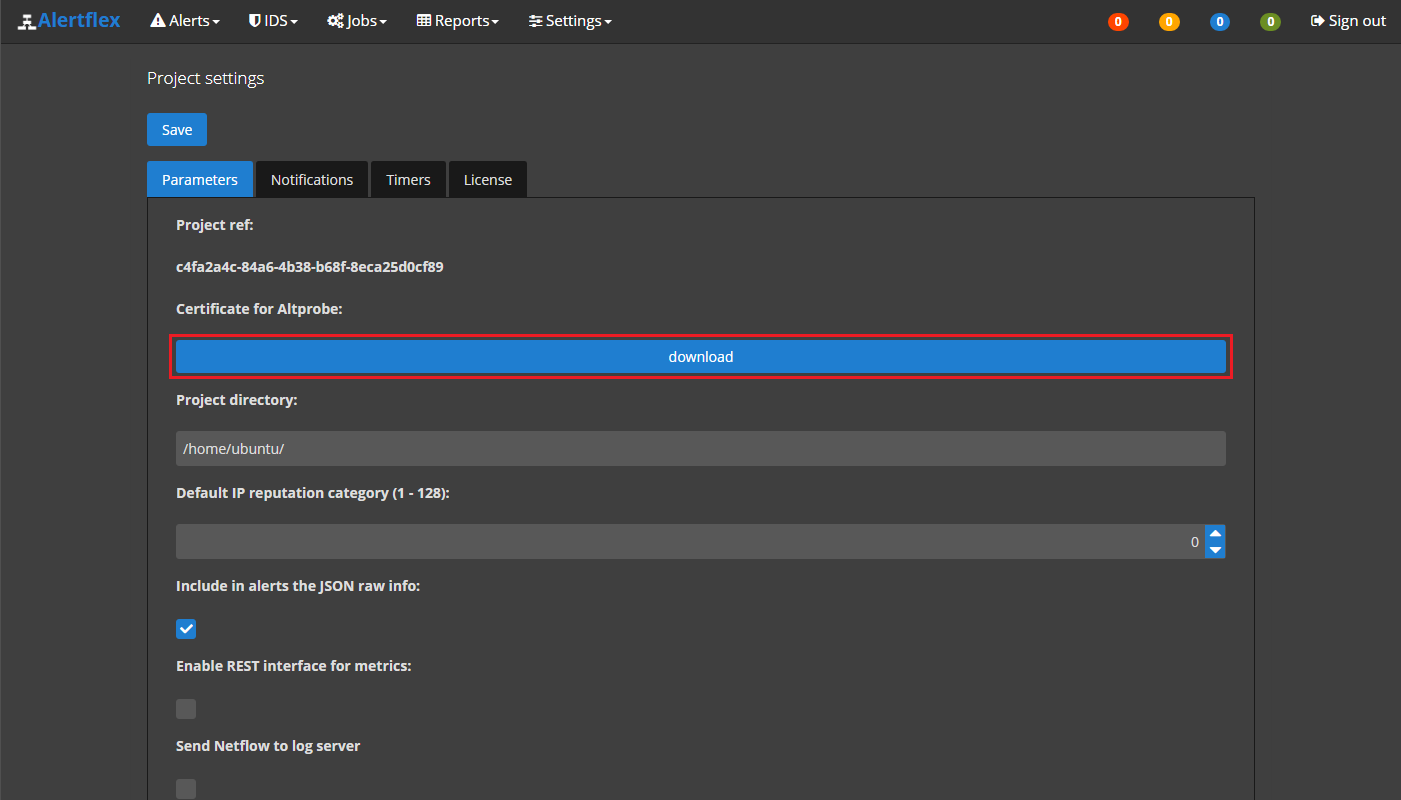 Alertflex Alerts IDS Jobs Reports Settings 0 0 0 0 Sign out
Project settings
Save
Parameters Notifications Timers License
Project ref:
c4fa2a4c-84a6-4b38-b68f-8eca25d0cf89
Certificate for Altprobe:
download
Project directory:
/home/ubuntu/
Default IP reputation category (1 - 128):
0
Include in alerts the JSON raw info:
Enable REST interface for metrics:
Send Netflow to log server